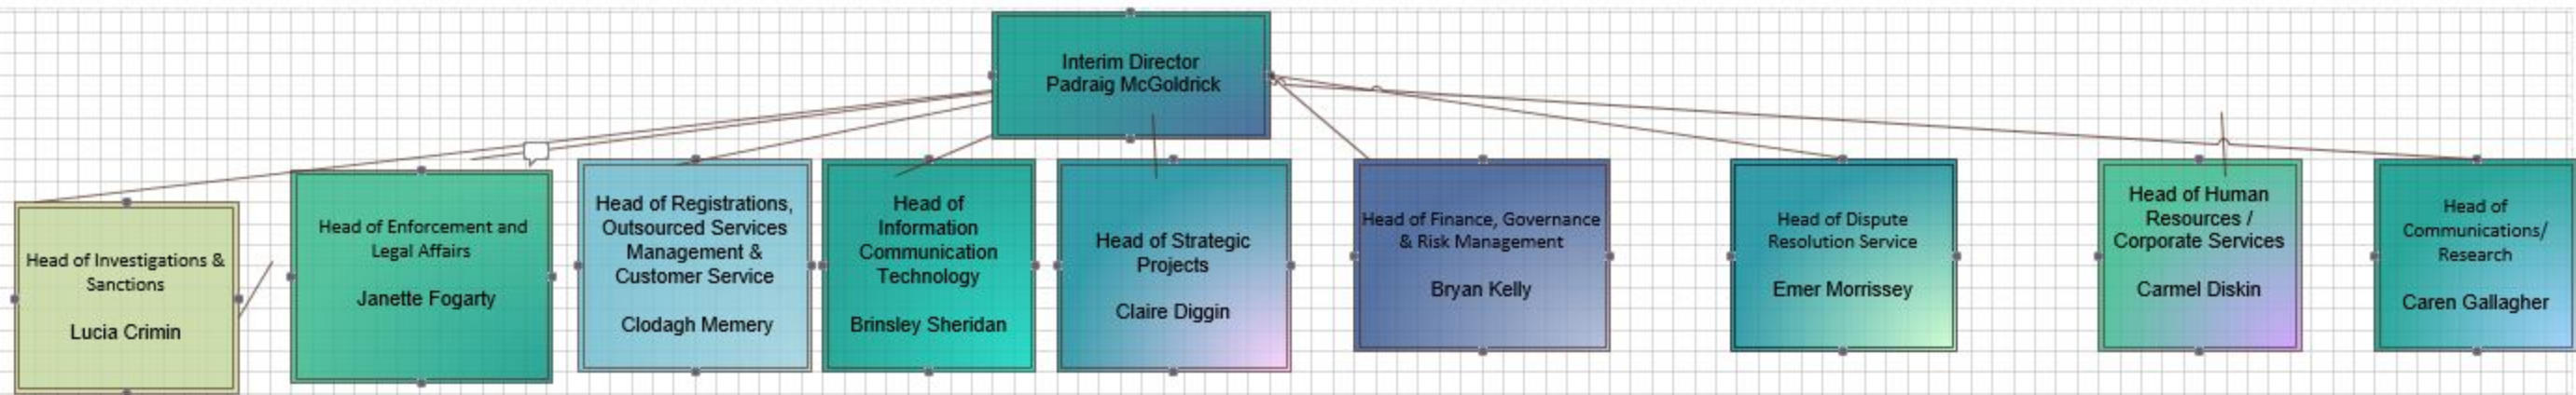 Interim Director
Padraig McGoldrick
Head of Investigations &
Sanctions
Lucia Crimin
Head of Enforcement and
Legal Affairs
Janette Fogarty
Head of Registrations,
Outsourced Services
Management &
Customer Service
Clodagh Memery
Head of
Information
Communication
Technology
Brinsley Sheridan
Head of Strategic
Projects
Claire Diggin
Head of Finance, Governance
& Risk Management
Bryan Kelly
Head of Dispute
Resolution Service
Emer Morrissey
Head of Human
Resources /
Corporate Services
Carmel Diskin
Head of
Communications/
Research
Caren Gallagher